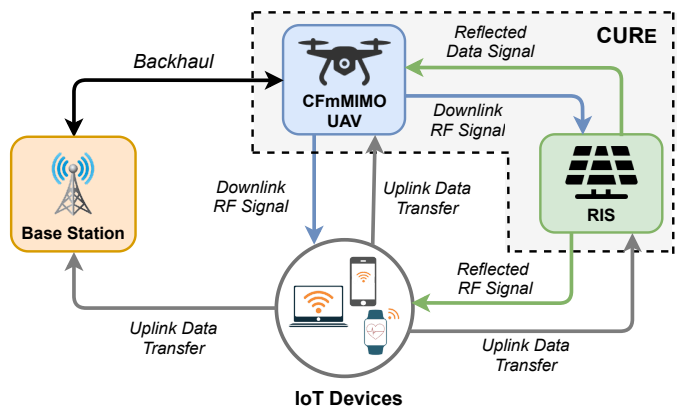 Reflected
Data Signal
CURE
Backhaul
CFmMIMO
UAV
Downlink
RF Signal
Base Station
RIS
Downlink
RF Signal
Uplink Data
Transfer
Reflected
RF Signal
Uplink Data
Transfer
Uplink Data
Transfer
IoT Devices